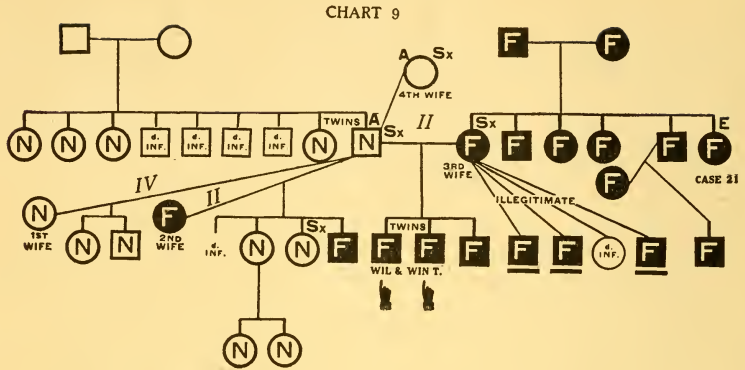 CHART 9
F F
A Sx
4TH WIFE
N N N d. INF. d. INF. d. INF. d. INF. TWINS N A N Sx II Sx F F F F F E F
3RD WIFE
CASE 21
F
IV II ILLEGITIMATE
N F
1ST WIFE
2ND WIFE
N N d. INF. N N Sx F TWINS F F F F F d. INF. F F
WIL & WIN T.
N N